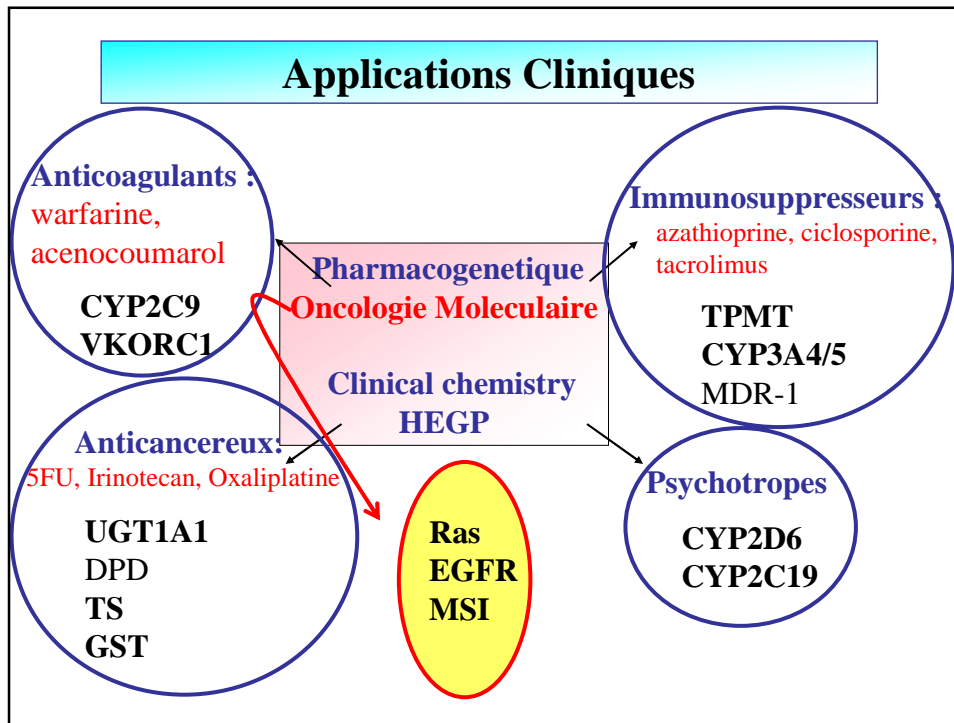 Applications Cliniques
Anticoagulants :
warfarine,
acenocoumarol
CYP2C9
VKORC1
Immunosuppresseurs :
azathioprine, ciclosporine,
tacrolimus
TPMT
CYP3A4/5
MDR-1
Pharmacogenetique
Oncologie Moleculaire
Clinical chemistry
HEGP
Anticancereux:
5FU, Irinotecan, Oxaliplatine
UGT1A1
DPD
TS
GST
Ras
EGFR
MSI
Psychotropes
CYP2D6
CYP2C19